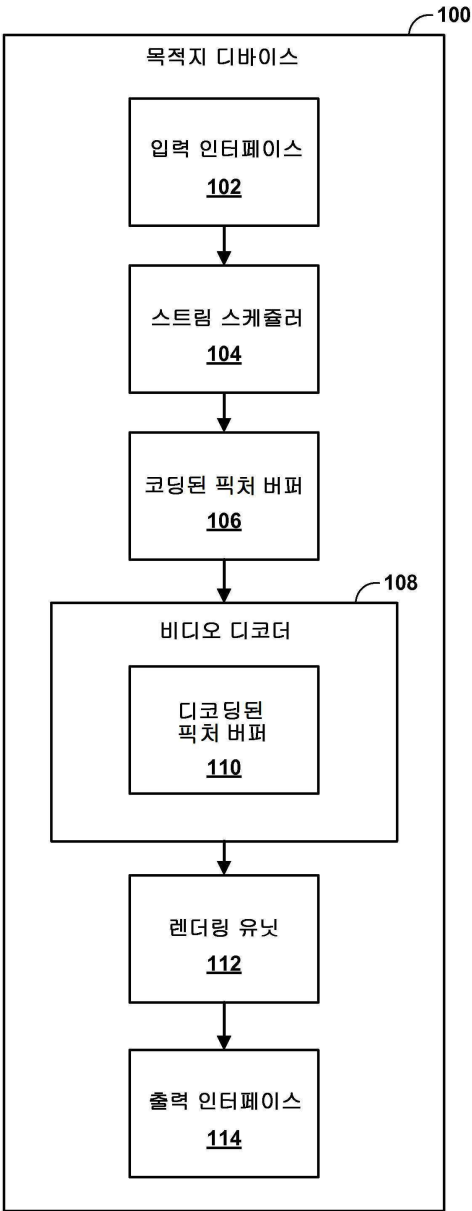 100
목적지 디바이스
입력 인터페이스
102
스트림 스케쥴러
104
코딩된 픽처 버퍼
106
108
비디오 디코더
디코딩된
픽처 버퍼
110
렌더링 유닛
112
출력 인터페이스
114